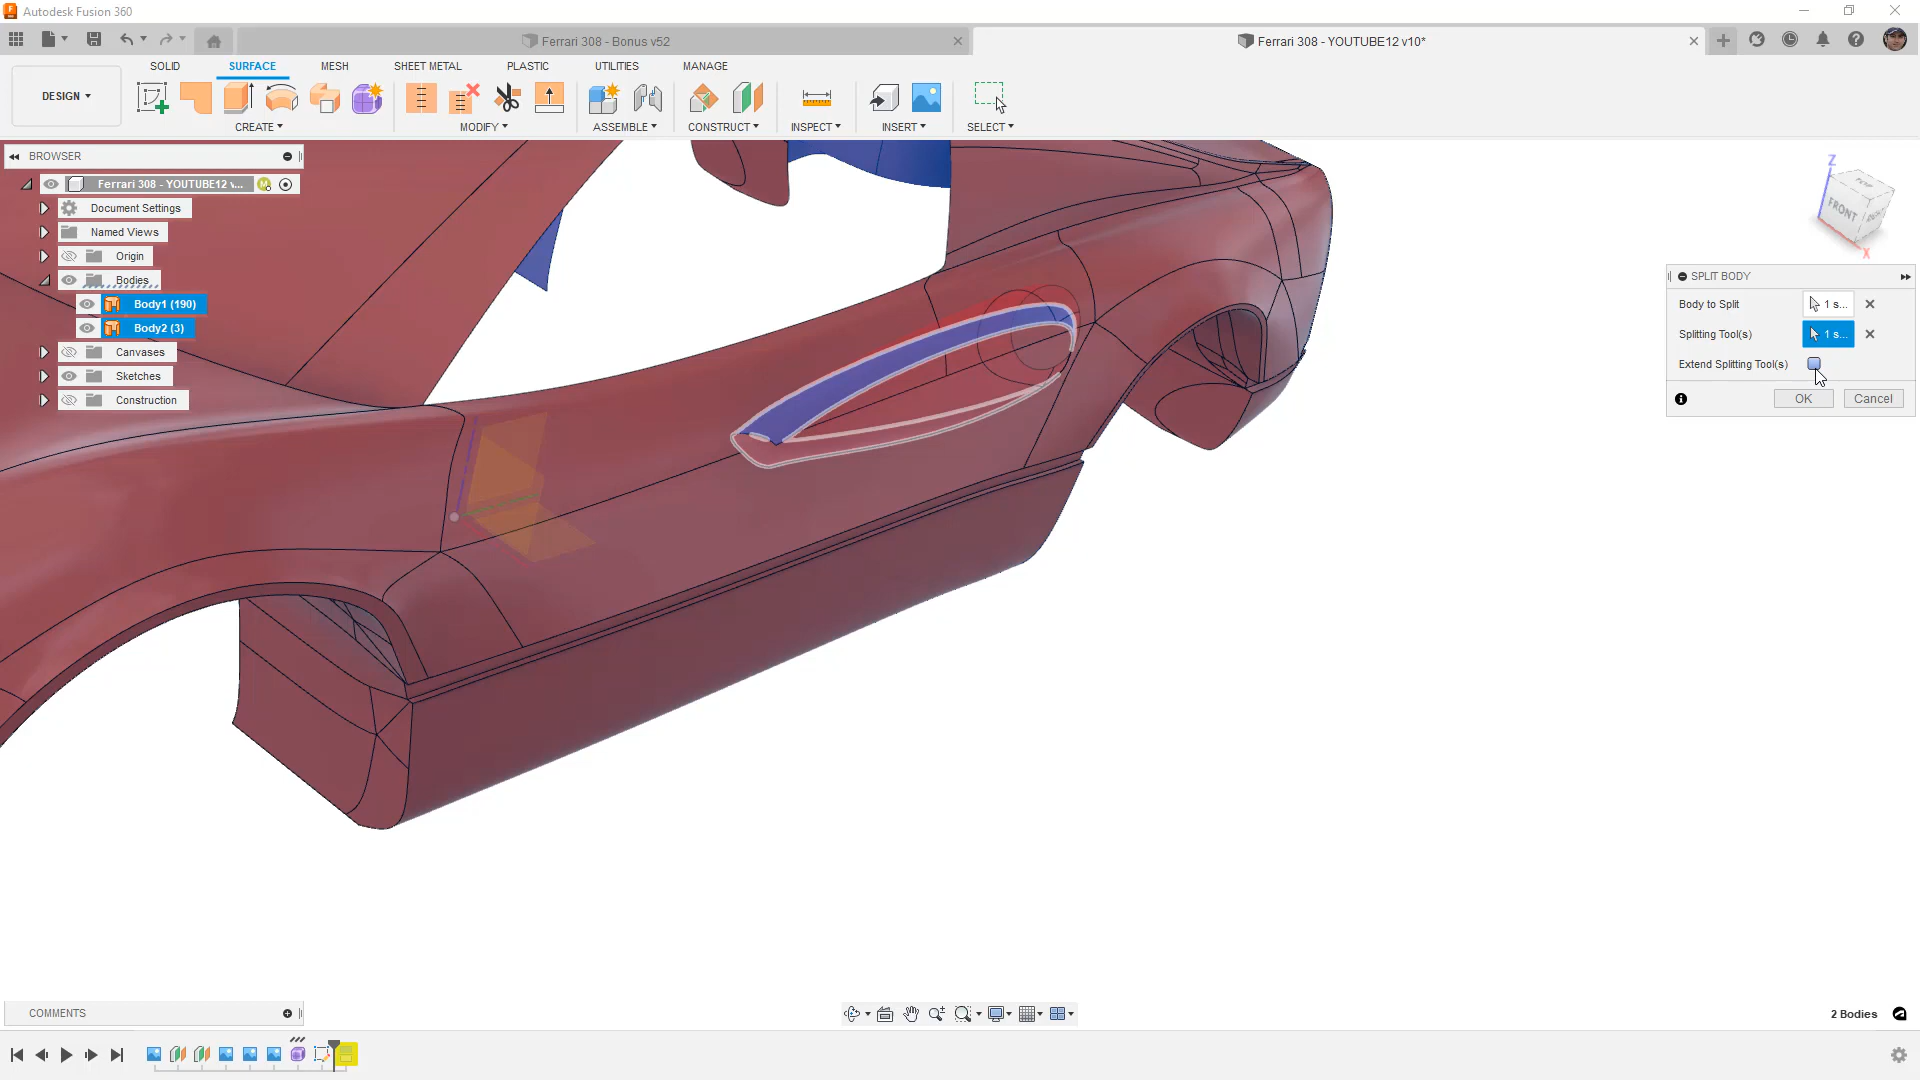 Autodesk Fusion 360
Ferrari 308 - Bonus v52
Ferrari 308 - YOUTUBE12 v10*
DESIGN
SOLID
SURFACE
MESH
SHEET METAL
PLASTIC
UTILITIES
MANAGE
CREATE
MODIFY
ASSEMBLE
CONSTRUCT
INSPECT
INSERT
SELECT
BROWSER
Ferrari 308 - YOUTUBE12 v...
Document Settings
Named Views
Origin
Bodies
Body1 (190)
Body2 (3)
Canvases
Sketches
Construction
Z
TOP
FRONT
X
SPLIT BODY
Body to Split
1 s...
Splitting Tool(s)
1 s...
Extend Splitting Tool(s)
OK
Cancel
COMMENTS
2 Bodies